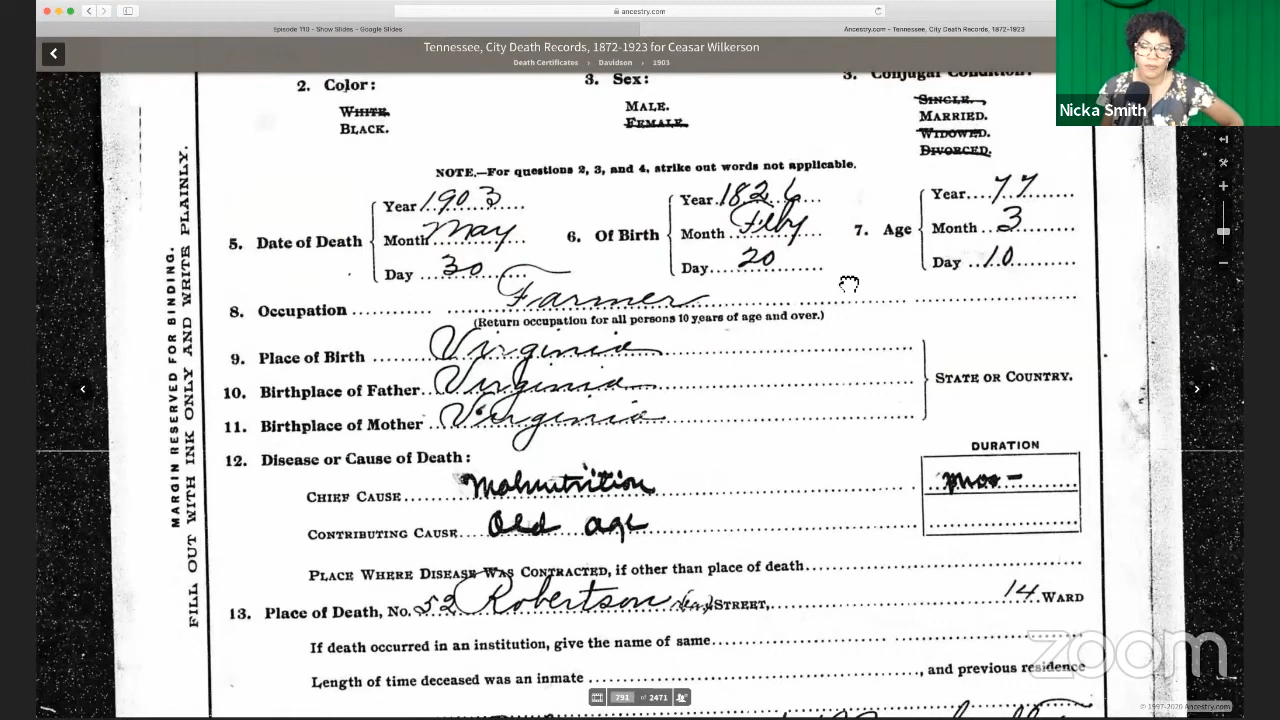 ancestry.com
Episode 110 - Show Slides - Google Slides
Ancestry.com - Tennessee, City Death Records, 1872-1923
Tennessee, City Death Records, 1872-1923 for Ceasar Wilkerson
Death Certificates › Davidson › 1903
Nicka Smith
2. Color: 3. Sex: 3. Conjugal Condition:
WHITE. MALE. SINGLE.
BLACK. FEMALE. MARRIED.
WIDOWED.
DIVORCED.
NOTE.—For questions 2, 3, and 4, strike out words not applicable.
Year 1903 Year 1826 Year 77
5. Date of Death Month May 6. Of Birth Month Feby 7. Age Month 3
Day 30 Day 20 Day 10
8. Occupation Farmer
(Return occupation for all persons 10 years of age and over.)
9. Place of Birth Virginia
10. Birthplace of Father Virginia STATE OR COUNTRY.
11. Birthplace of Mother Virginia
12. Disease or Cause of Death: DURATION
CHIEF CAUSE Malnutrition mos-
CONTRIBUTING CAUSE Old age
PLACE WHERE DISEASE WAS CONTRACTED, if other than place of death
13. Place of Death, No. 52 Robertson STREET, 14 WARD
If death occurred in an institution, give the name of same
Length of time deceased was an inmate , and previous residence
MARGIN RESERVED FOR BINDING.
FILL OUT WITH INK ONLY AND WRITE PLAINLY.
791 of 2471
zoom
© 1997-2020 Ancestry.com